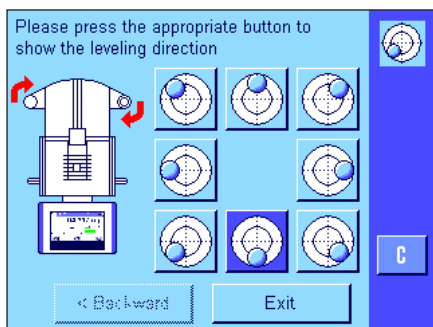 Please press the appropriate button to
show the leveling direction
C
< Backward
Exit